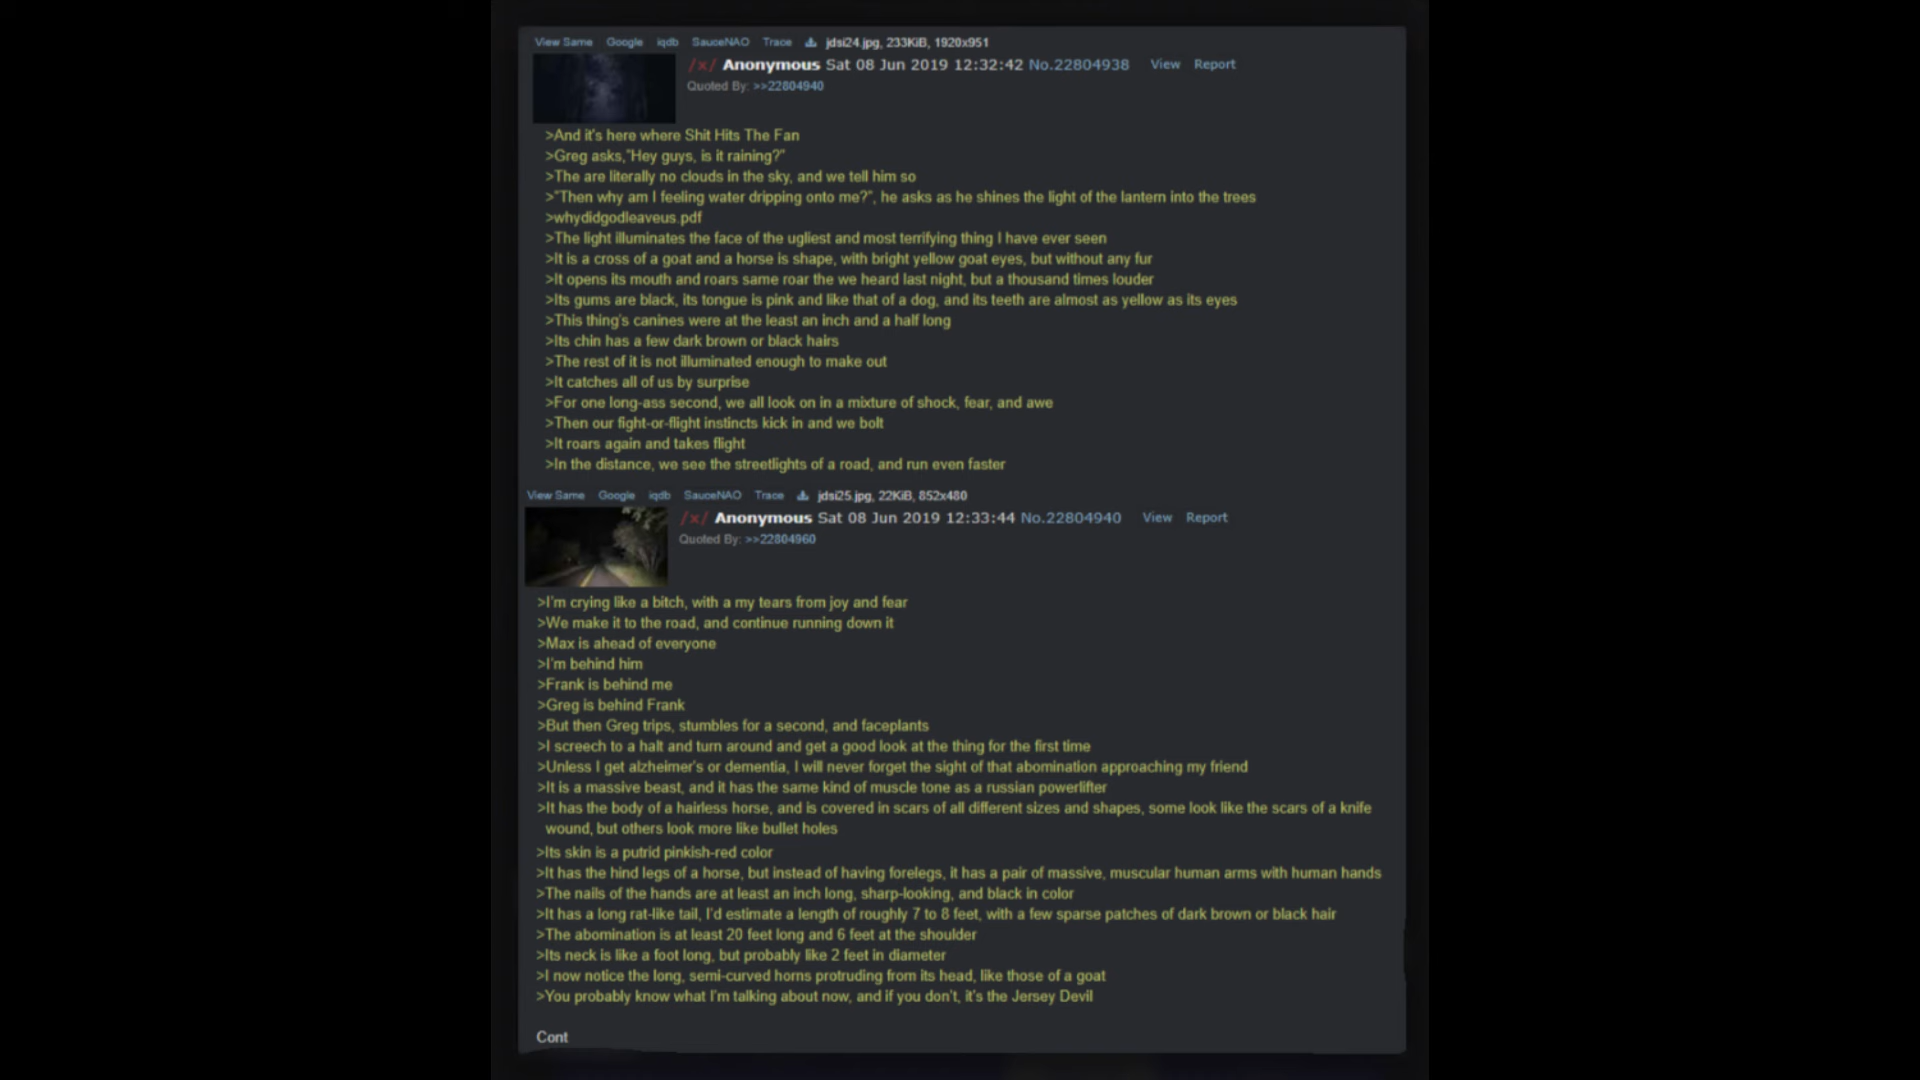 View Same Google iqdb SauceNAO Trace jdsi24.jpg, 233KiB, 1920x951
/x/ Anonymous Sat 08 Jun 2019 12:32:42 No.22804938 View Report
Quoted By: >>22804940
>And it's here where Shit Hits The Fan
>Greg asks,"Hey guys, is it raining?"
>The are literally no clouds in the sky, and we tell him so
>"Then why am I feeling water dripping onto me?", he asks as he shines the light of the lantern into the trees
>whydidgodleaveus.pdf
>The light illuminates the face of the ugliest and most terrifying thing I have ever seen
>It is a cross of a goat and a horse is shape, with bright yellow goat eyes, but without any fur
>It opens its mouth and roars same roar the we heard last night, but a thousand times louder
>Its gums are black, its tongue is pink and like that of a dog, and its teeth are almost as yellow as its eyes
>This thing's canines were at the least an inch and a half long
>Its chin has a few dark brown or black hairs
>The rest of it is not illuminated enough to make out
>It catches all of us by surprise
>For one long-ass second, we all look on in a mixture of shock, fear, and awe
>Then our fight-or-flight instincts kick in and we bolt
>It roars again and takes flight
>In the distance, we see the streetlights of a road, and run even faster
View Same Google iqdb SauceNAO Trace jdsi25.jpg, 22KiB, 852x480
/x/ Anonymous Sat 08 Jun 2019 12:33:44 No.22804940 View Report
Quoted By: >>22804960
>I'm crying like a bitch, with a my tears from joy and fear
>We make it to the road, and continue running down it
>Max is ahead of everyone
>I'm behind him
>Frank is behind me
>Greg is behind Frank
>But then Greg trips, stumbles for a second, and faceplants
>I screech to a halt and turn around and get a good look at the thing for the first time
>Unless I get alzheimer's or dementia, I will never forget the sight of that abomination approaching my friend
>It is a massive beast, and it has the same kind of muscle tone as a russian powerlifter
>It has the body of a hairless horse, and is covered in scars of all different sizes and shapes, some look like the scars of a knife
wound, but others look more like bullet holes
>Its skin is a putrid pinkish-red color
>It has the hind legs of a horse, but instead of having forelegs, it has a pair of massive, muscular human arms with human hands
>The nails of the hands are at least an inch long, sharp-looking, and black in color
>It has a long rat-like tail, I'd estimate a length of roughly 7 to 8 feet, with a few sparse patches of dark brown or black hair
>The abomination is at least 20 feet long and 6 feet at the shoulder
>Its neck is like a foot long, but probably like 2 feet in diameter
>I now notice the long, semi-curved horns protruding from its head, like those of a goat
>You probably know what I'm talking about now, and if you don't, it's the Jersey Devil
Cont